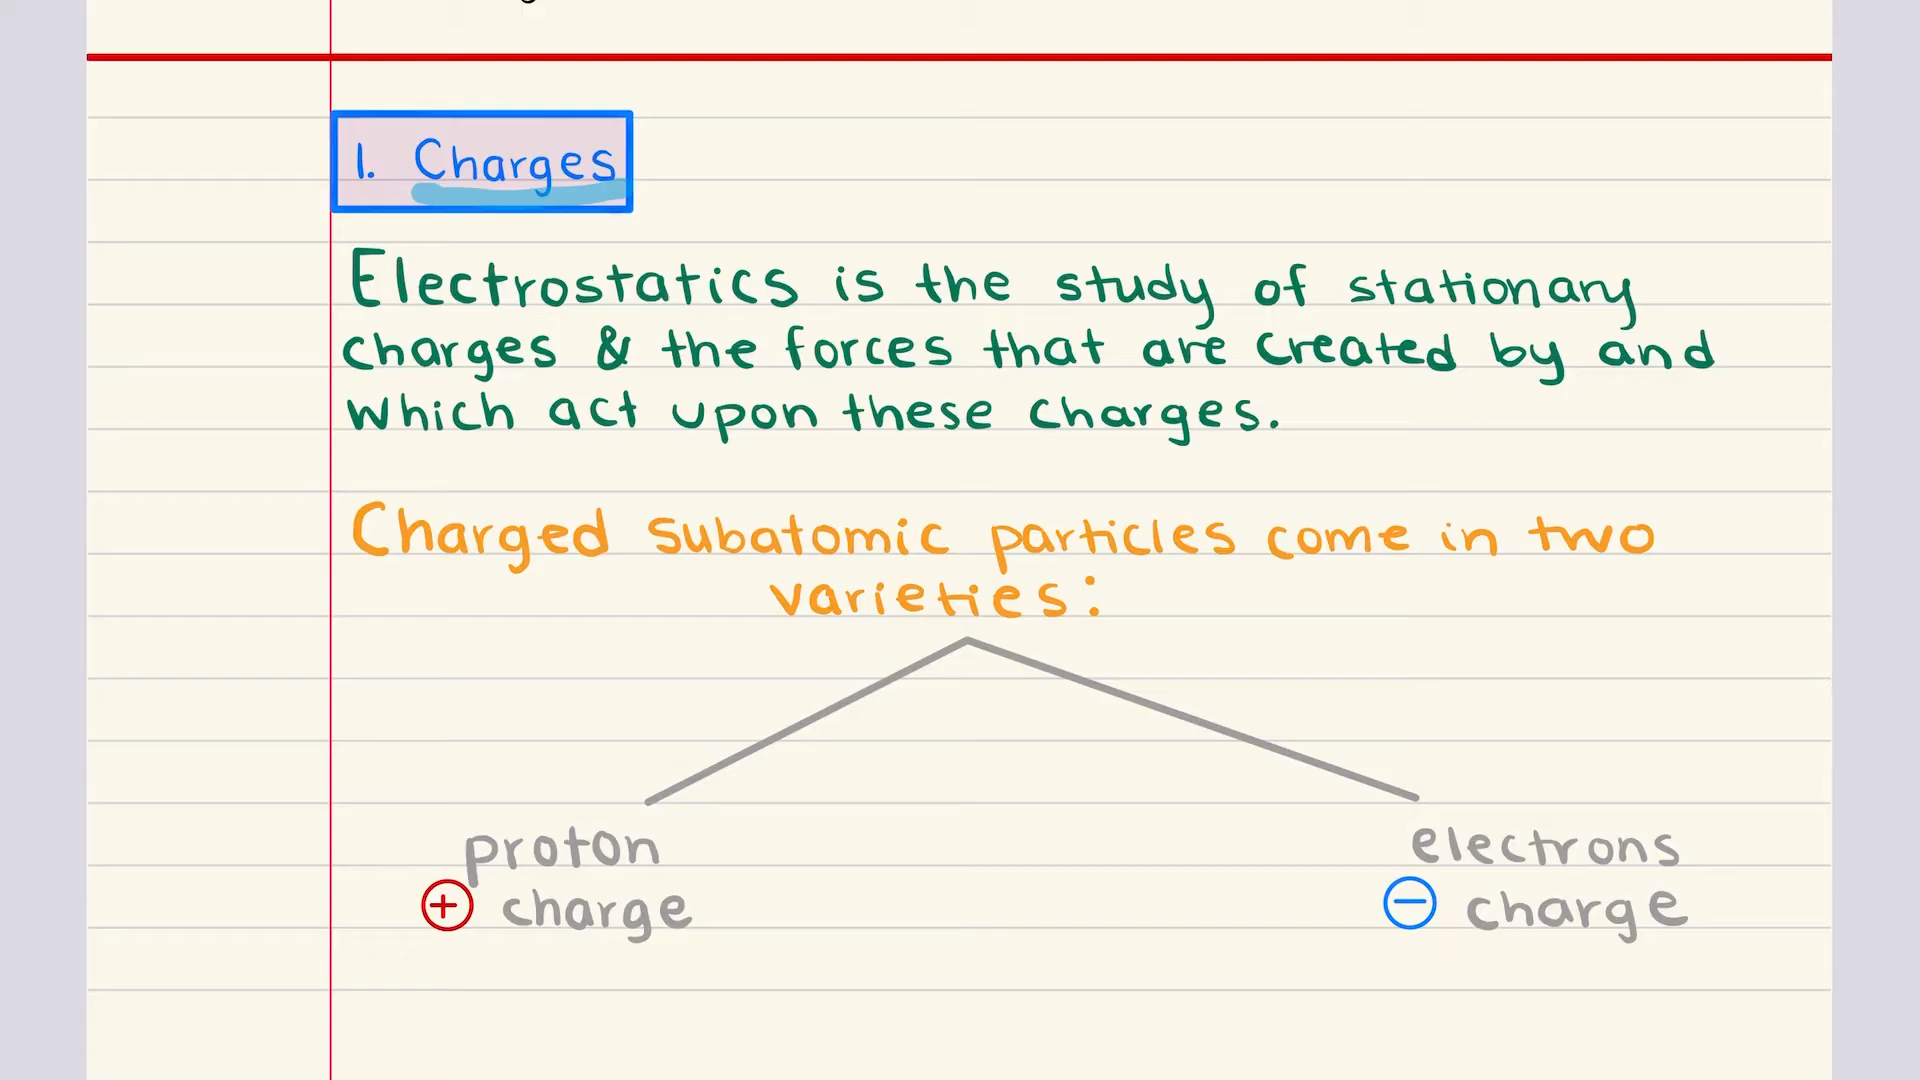 1. Charges
Electrostatics is the study of stationary
charges & the forces that are created by and
which act upon these charges.
Charged subatomic particles come in two
varieties:
proton
+ charge
electrons
− charge